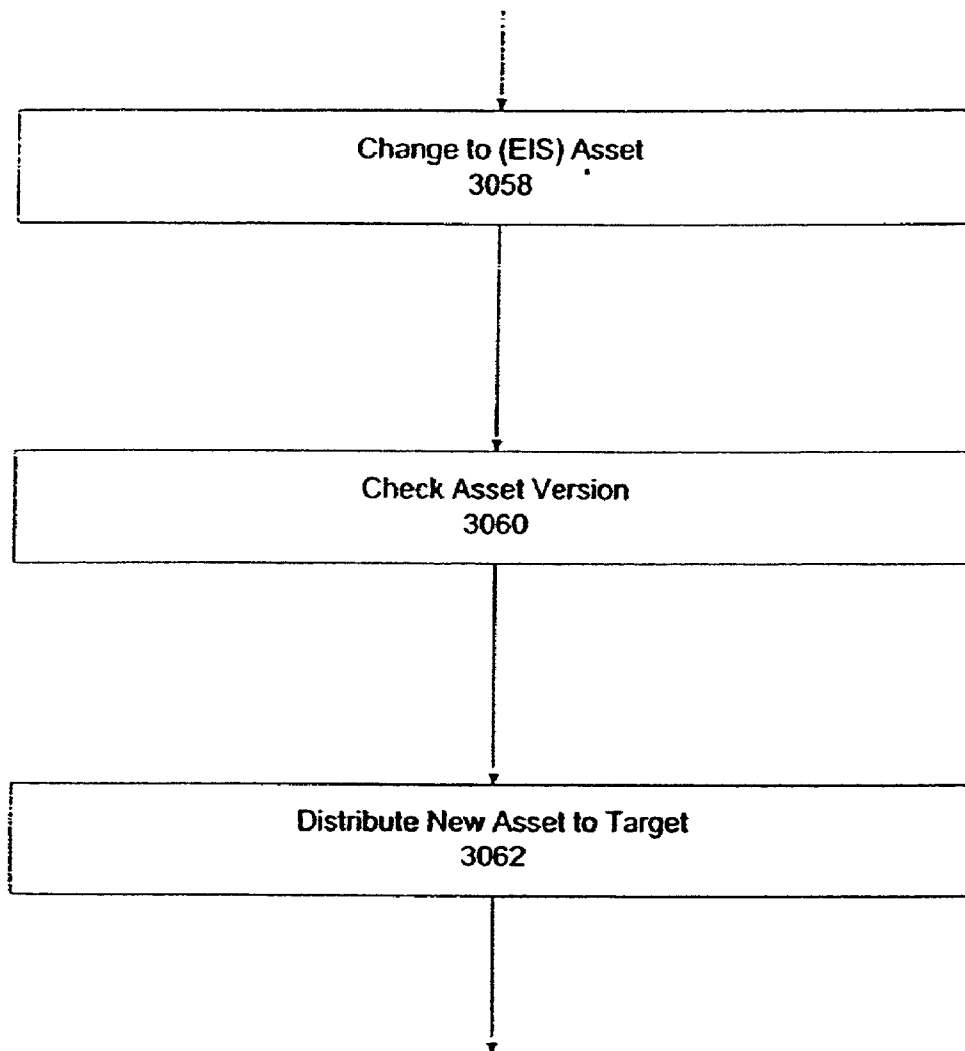 Change to (EIS) Asset
3058
Check Asset Version
3060
Distribute New Asset to Target
3062